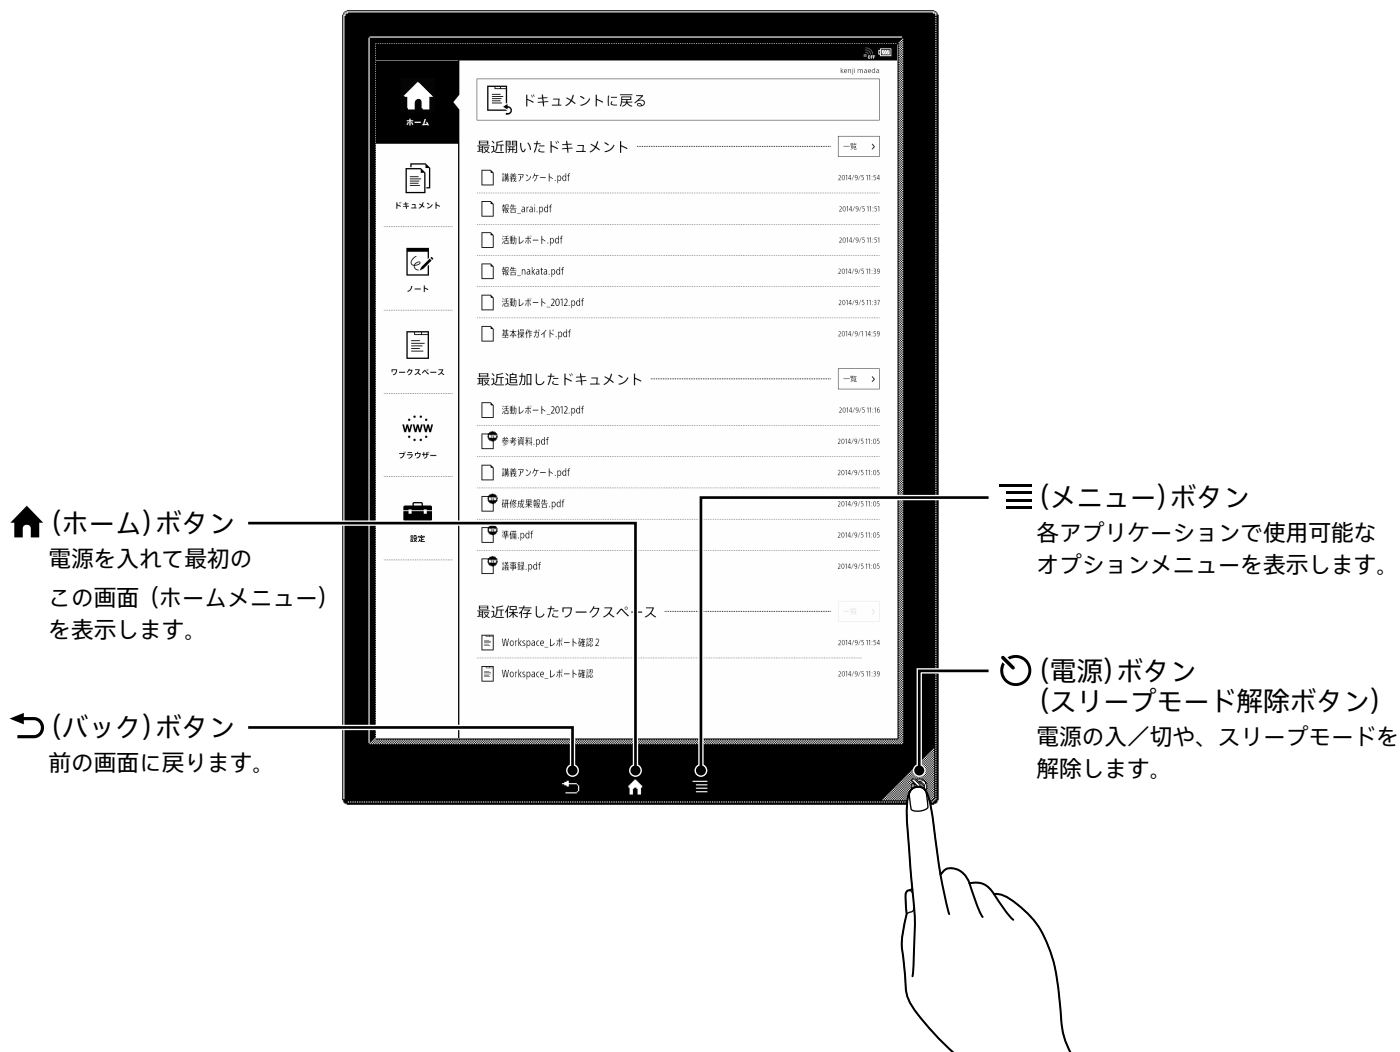 OFF
kenji maeda
ホーム
ドキュメントに戻る
最近開いたドキュメント
一覧
講義アンケート.pdf 2014/9/5 11:54
ドキュメント
報告_arai.pdf 2014/9/5 11:51
活動レポート.pdf 2014/9/5 11:51
報告_nakata.pdf 2014/9/5 11:39
ノート
活動レポート_2012.pdf 2014/9/5 11:37
基本操作ガイド.pdf 2014/9/1 14:59
ワークスペース
最近追加したドキュメント
一覧
活動レポート_2012.pdf 2014/9/5 11:16
WWW
ブラウザー
NEW
参考資料.pdf 2014/9/5 11:05
講義アンケート.pdf 2014/9/5 11:05
NEW
研修成果報告.pdf 2014/9/5 11:05
設定
NEW
準備.pdf 2014/9/5 11:05
NEW
議事録.pdf 2014/9/5 11:05
最近保存したワークスペース
一覧
Workspace_レポート確認 2 2014/9/5 11:54
Workspace_レポート確認 2014/9/5 11:39
(ホーム)ボタン
電源を入れて最初の
この画面（ホームメニュー）
を表示します。
(バック)ボタン
前の画面に戻ります。
(メニュー)ボタン
各アプリケーションで使用可能な
オプションメニューを表示します。
(電源)ボタン
(スリープモード解除ボタン)
電源の入／切や、スリープモードを
解除します。